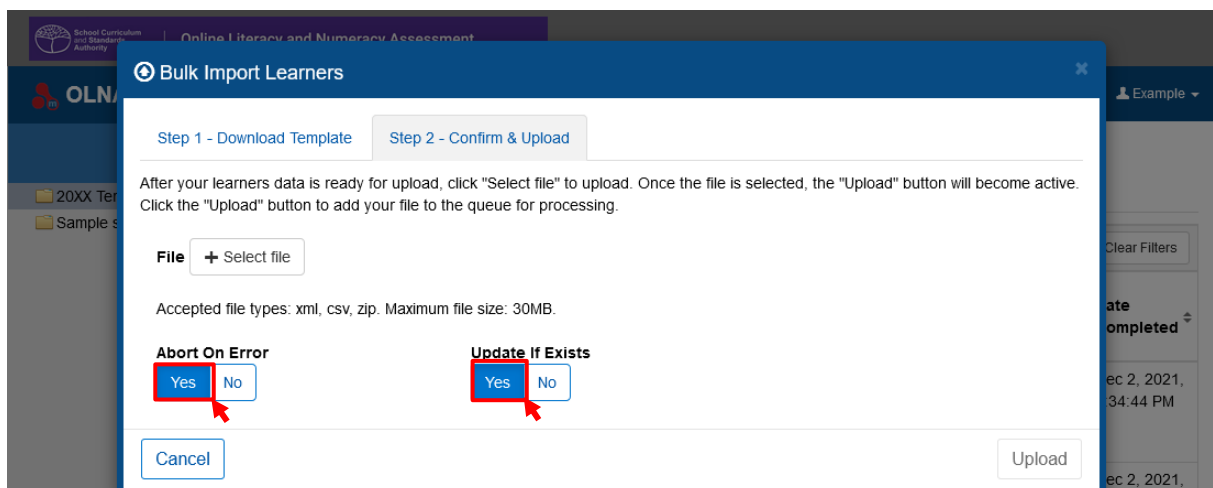 School Curriculum
and Standards
Authority
Online Literacy and Numeracy Assessment
Bulk Import Learners
×
OLNA
Example
Step 1 - Download Template
Step 2 - Confirm & Upload
After your learners data is ready for upload, click "Select file" to upload. Once the file is selected, the "Upload" button will become active.
Click the "Upload" button to add your file to the queue for processing.
20XX Ter
Sample s
File + Select file
Clear Filters
Accepted file types: xml, csv, zip. Maximum file size: 30MB.
ate
ompleted
Abort On Error
Update If Exists
Yes No
Yes No
ec 2, 2021,
:34:44 PM
Cancel
Upload
ec 2, 2021,